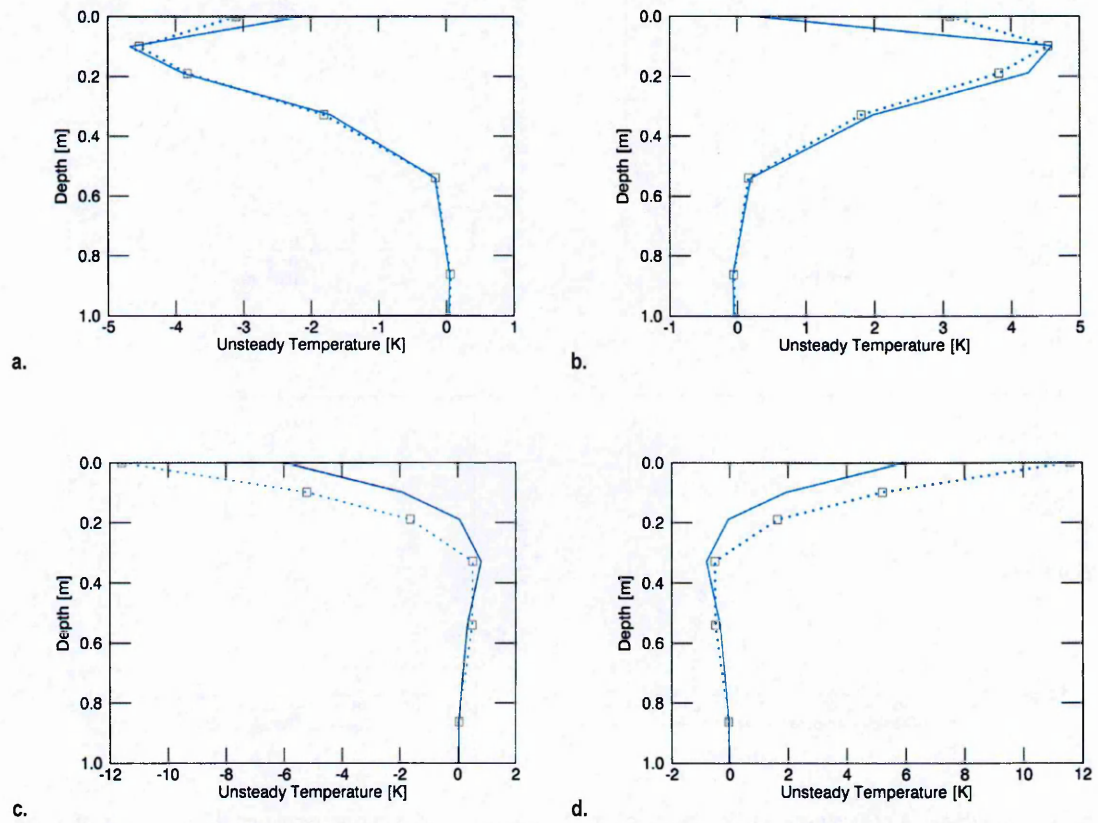 0.0
0.2
0.4
0.6
0.8
1.0
Depth [m]
-5 -4 -3 -2 -1 0 1
Unsteady Temperature [K]
a.
0.0
0.2
0.4
0.6
0.8
1.0
Depth [m]
-1 0 1 2 3 4 5
Unsteady Temperature [K]
b.
0.0
0.2
0.4
0.6
0.8
1.0
Depth [m]
-12 -10 -8 -6 -4 -2 0 2
Unsteady Temperature [K]
c.
0.0
0.2
0.4
0.6
0.8
1.0
Depth [m]
-2 0 2 4 6 8 10 12
Unsteady Temperature [K]
d.